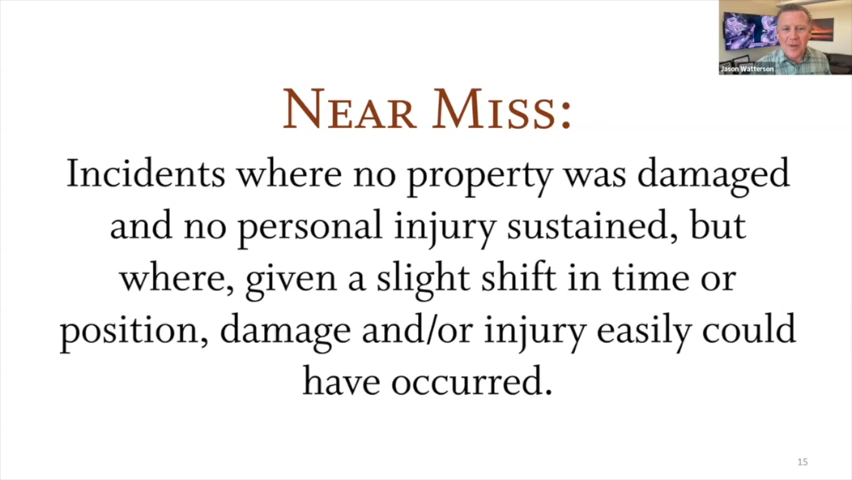 Jason Watterson
NEAR MISS:
Incidents where no property was damaged
and no personal injury sustained, but
where, given a slight shift in time or
position, damage and/or injury easily could
have occurred.
15